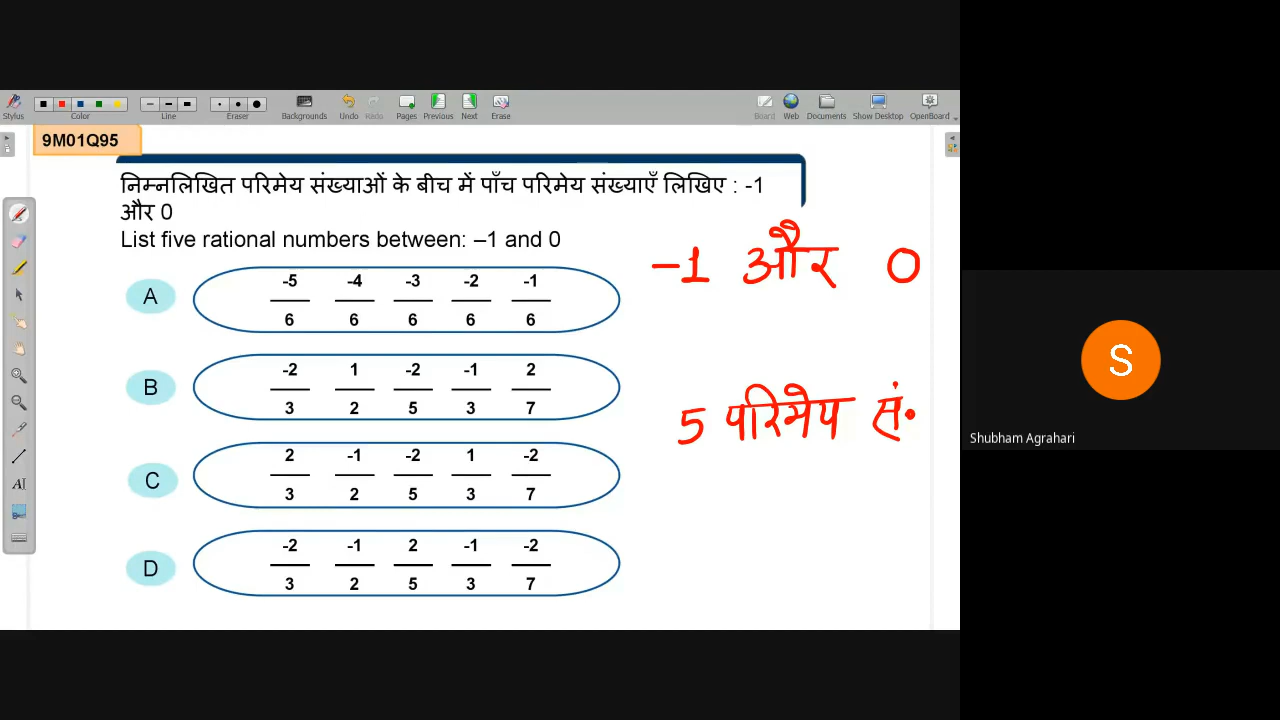 Stylus
Color
Line
Eraser
Backgrounds
Undo
Redo
Pages
Previous
Next
Erase
Board
Web
Documents
Show Desktop
OpenBoard
9M01Q95
निम्नलिखित परिमेय संख्याओं के बीच में पाँच परिमेय संख्याएँ लिखिए : -1
और 0
List five rational numbers between: –1 and 0
-1 और 0
A
-5 -4 -3 -2 -1
6 6 6 6 6
B
-2 1 -2 -1 2
3 2 5 3 7
5 परिमेय सं.
C
2 -1 -2 1 -2
3 2 5 3 7
D
-2 -1 2 -1 -2
3 2 5 3 7
AI
S
Shubham Agrahari